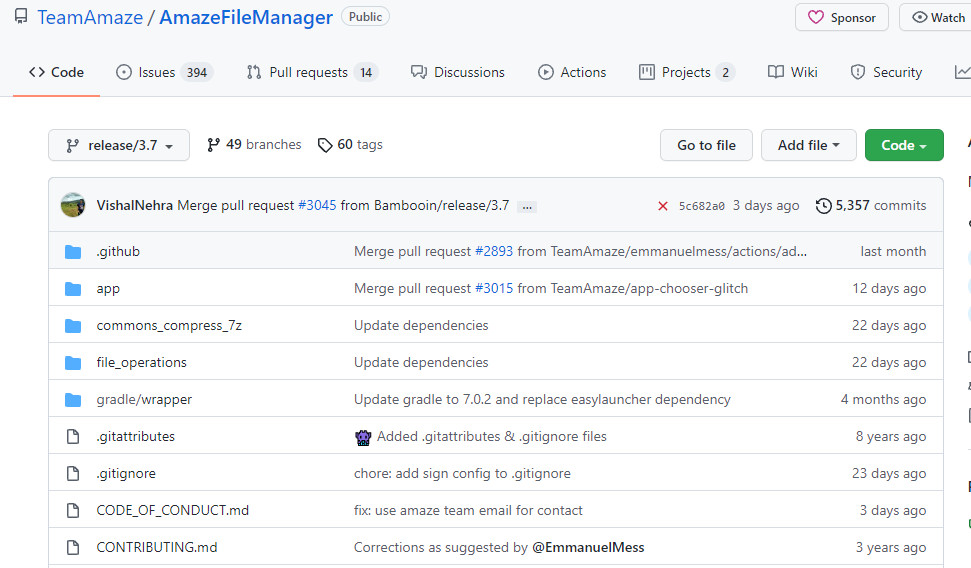 TeamAmaze / AmazeFileManager Public Sponsor Watch
Code Issues 394 Pull requests 14 Discussions Actions Projects 2 Wiki Security
release/3.7 49 branches 60 tags Go to file Add file Code
VishalNehra Merge pull request #3045 from Bambooin/release/3.7 ... 5c682a0 3 days ago 5,357 commits
.github Merge pull request #2893 from TeamAmaze/emmanuelmess/actions/ad... last month
app Merge pull request #3015 from TeamAmaze/app-chooser-glitch 12 days ago
commons_compress_7z Update dependencies 22 days ago
file_operations Update dependencies 22 days ago
gradle/wrapper Update gradle to 7.0.2 and replace easylauncher dependency 4 months ago
.gitattributes Added .gitattributes & .gitignore files 8 years ago
.gitignore chore: add sign config to .gitignore 23 days ago
CODE_OF_CONDUCT.md fix: use amaze team email for contact 3 days ago
CONTRIBUTING.md Corrections as suggested by @EmmanuelMess 3 years ago